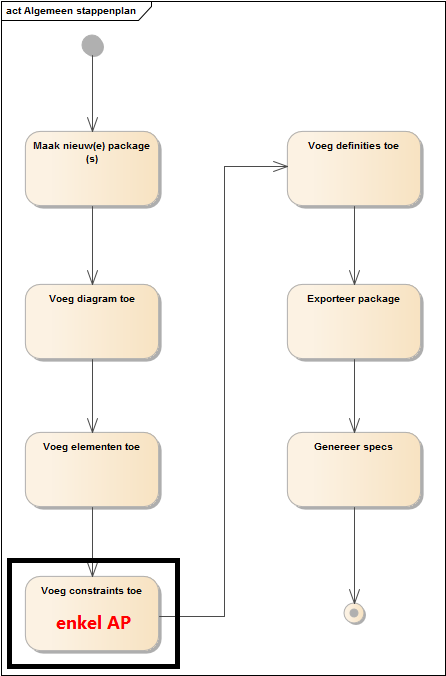 act Algemeen stappenplan
Maak nieuw(e) package
(s)
Voeg diagram toe
Voeg elementen toe
Voeg constraints toe
enkel AP
Voeg definities toe
Exporteer package
Genereer specs